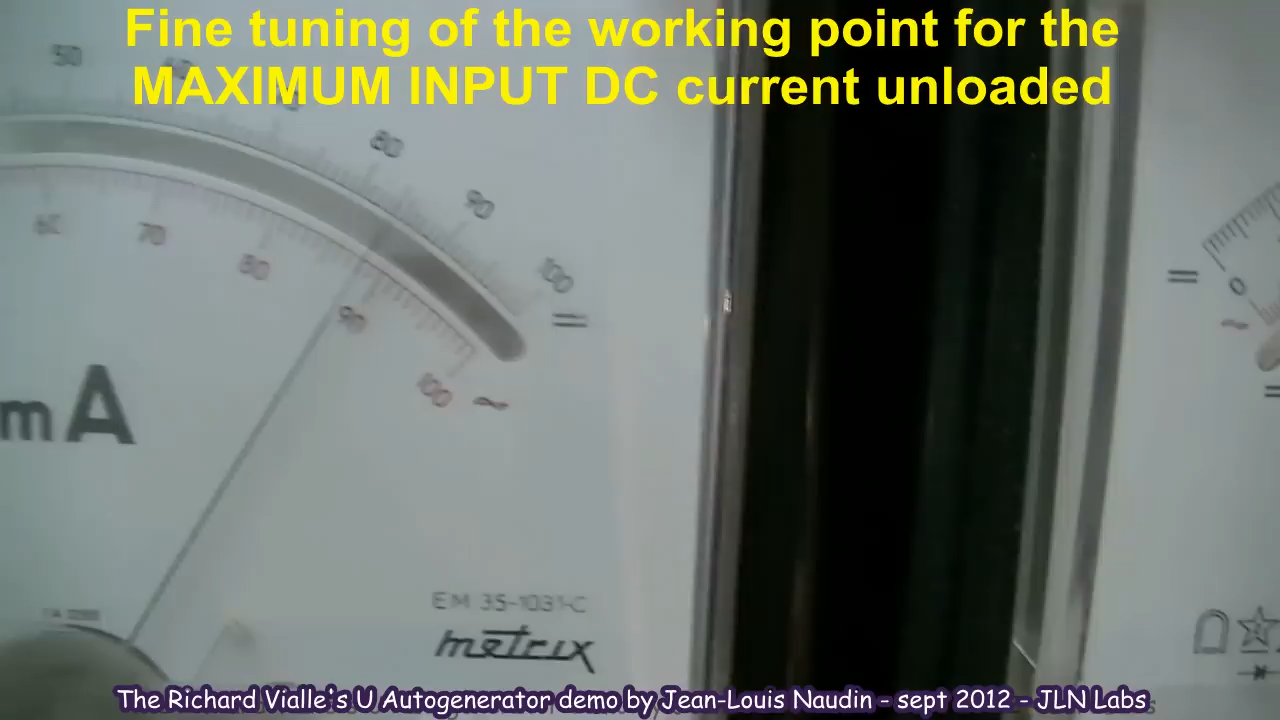 Fine tuning of the working point for the
MAXIMUM INPUT DC current unloaded
50
80
90
100
60 70 80 90 100
0
mA
EM 35-1031-C
metrix
The Richard Vialle's U Autogenerator demo by Jean-Louis Naudin - sept 2012 - JLN Labs